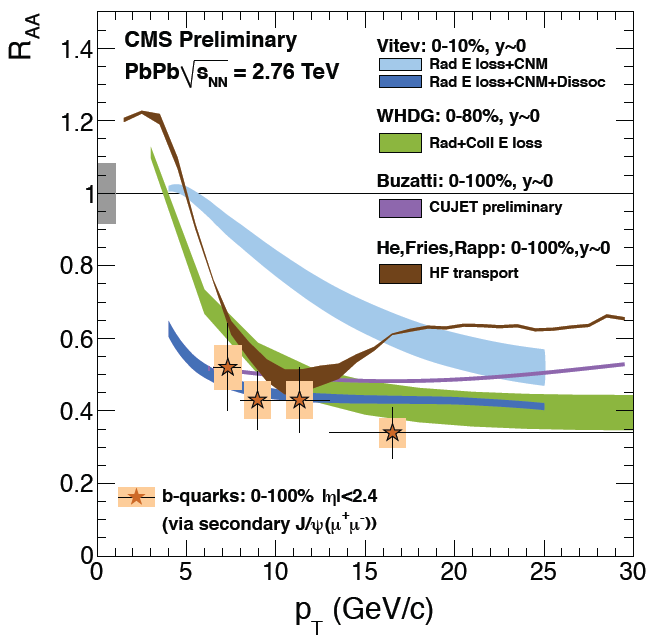 R_AA
CMS Preliminary
PbPb√s_NN = 2.76 TeV
Vitev: 0-10%, y~0
Rad E loss+CNM
Rad E loss+CNM+Dissoc
WHDG: 0-80%, y~0
Rad+Coll E loss
Buzatti: 0-100%, y~0
CUJET preliminary
He,Fries,Rapp: 0-100%,y~0
HF transport
b-quarks: 0-100% |η|<2.4
(via secondary J/ψ(μ⁺μ⁻))
1.4
1.2
1
0.8
0.6
0.4
0.2
0
0 5 10 15 20 25 30
p_T (GeV/c)